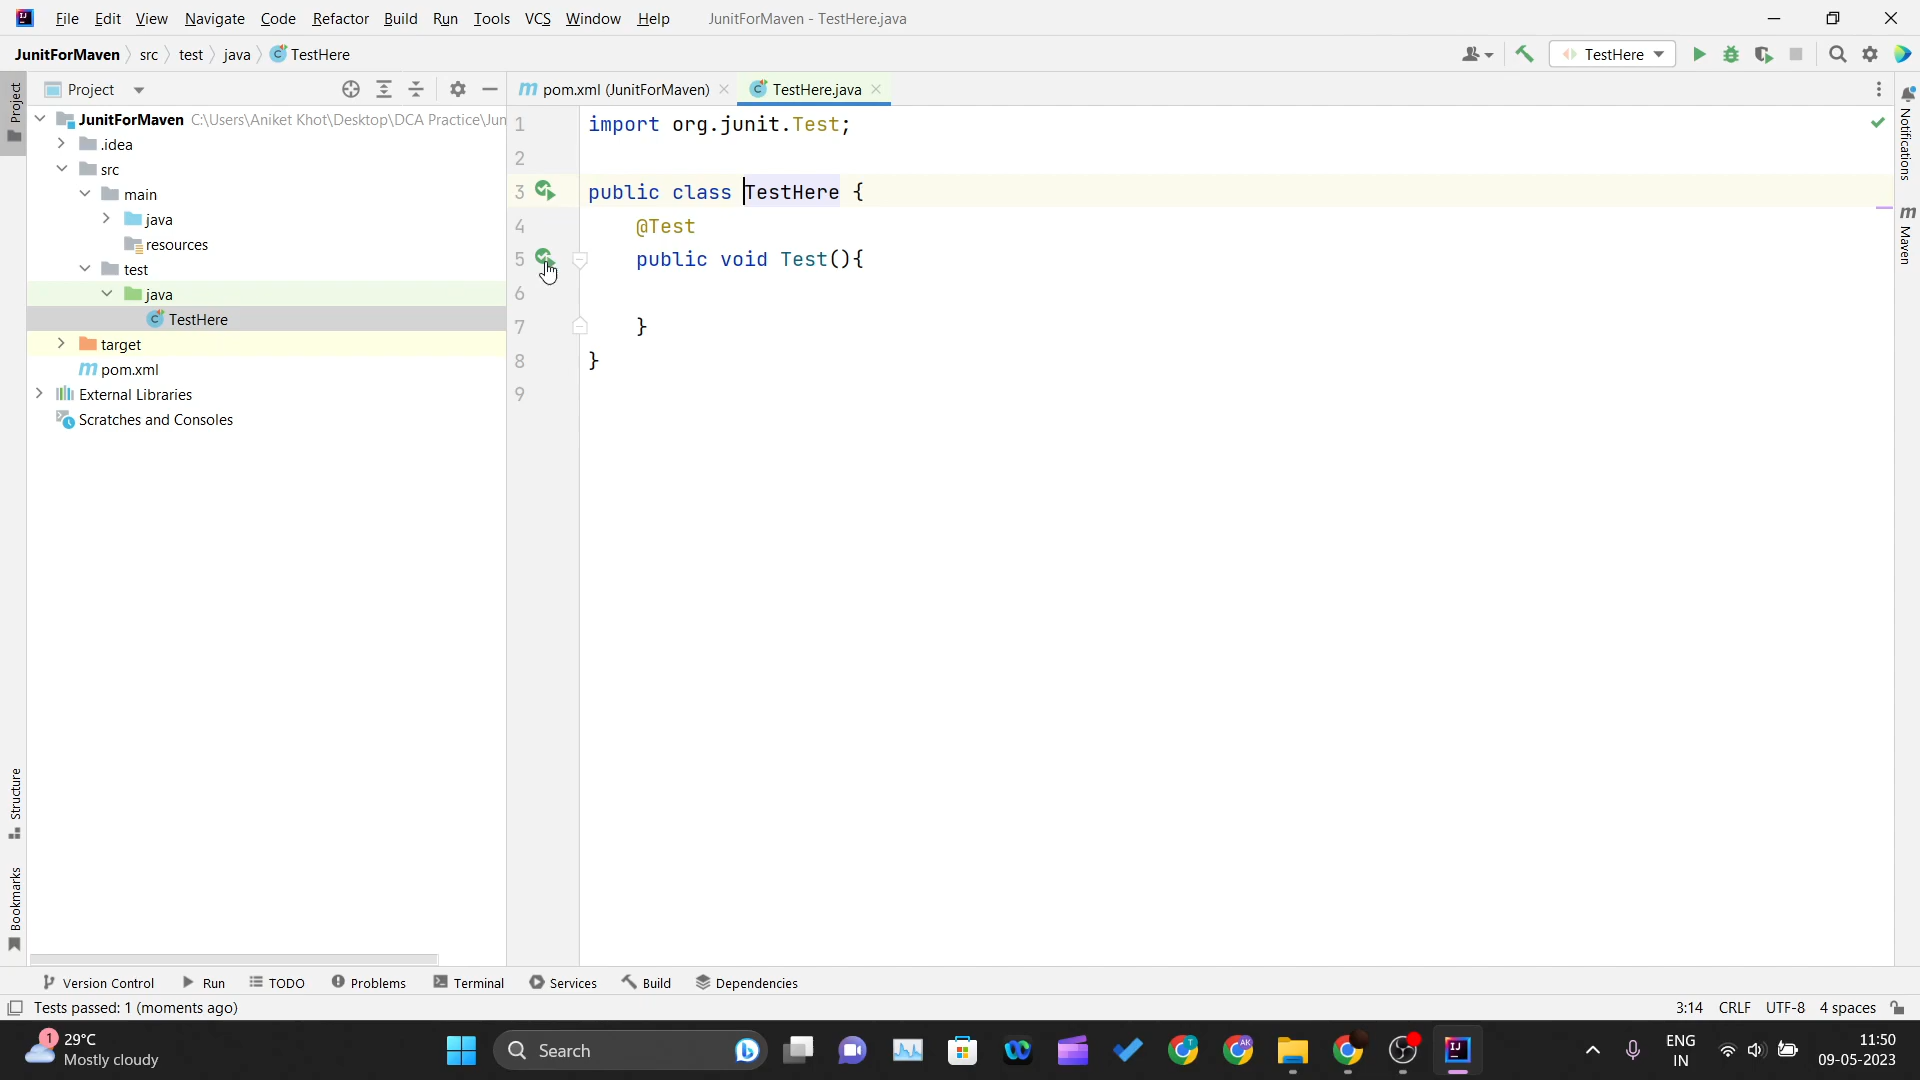 File Edit View Navigate Code Refactor Build Run Tools VCS Window Help JunitForMaven - TestHere.java
JunitForMaven src test java TestHere
TestHere
Project
pom.xml (JunitForMaven)
TestHere.java
Project
JunitForMaven C:\Users\Aniket Khot\Desktop\DCA Practice\Jun
.idea
src
main
java
resources
test
java
TestHere
target
pom.xml
External Libraries
Scratches and Consoles
1 import org.junit.Test;
2
3 public class TestHere {
4 @Test
5 public void Test(){
6
7 }
8 }
9
Notifications
Maven
Structure
Bookmarks
Version Control Run TODO Problems Terminal Services Build Dependencies
Tests passed: 1 (moments ago) 3:14 CRLF UTF-8 4 spaces
1 29°C
Mostly cloudy
Search
ENG
IN
11:50
09-05-2023